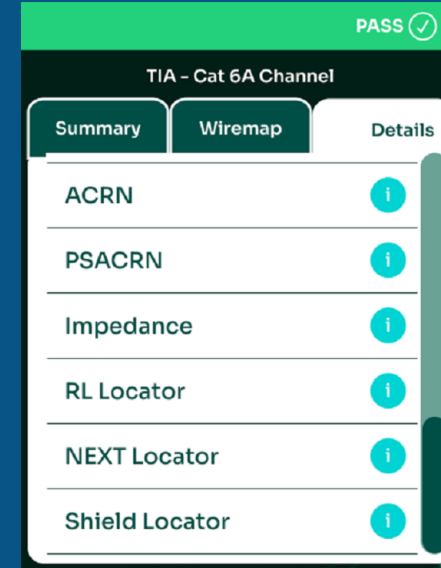 PASS
TIA - Cat 6A Channel
Summary Wiremap Details
ACRN i
PSACRN i
Impedance i
RL Locator i
NEXT Locator i
Shield Locator i